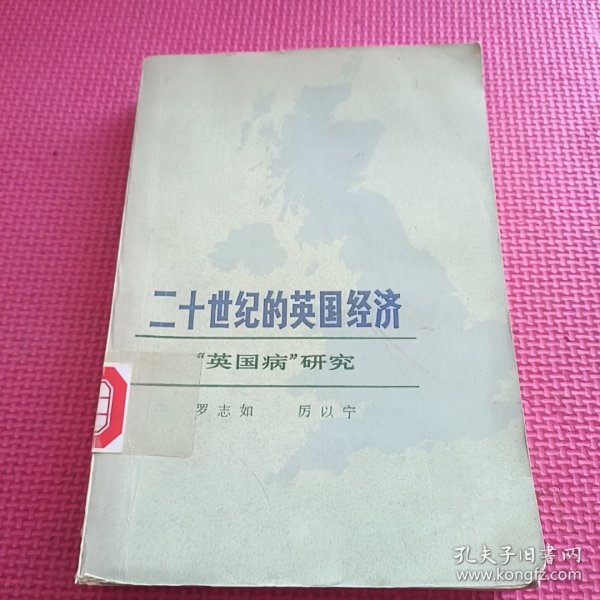 二十世纪的英国经济
“英国病”研究
罗志如 厉以宁
孔夫子旧书网
www.kongfz.com